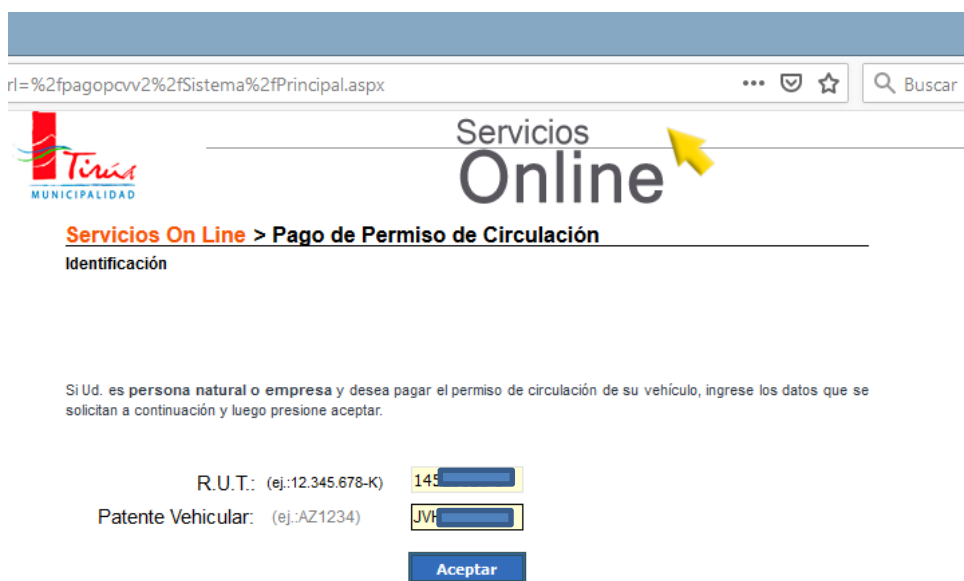 rl=%2fpagopcvv2%2fSistema%2fPrincipal.aspx
Buscar
Tirúa
MUNICIPALIDAD
Servicios
Online
Servicios On Line > Pago de Permiso de Circulación
Identificación
Si Ud. es persona natural o empresa y desea pagar el permiso de circulación de su vehículo, ingrese los datos que se
solicitan a continuación y luego presione aceptar.
R.U.T.: (ej.:12.345.678-K) 145
Patente Vehicular: (ej.:AZ1234) JVH
Aceptar